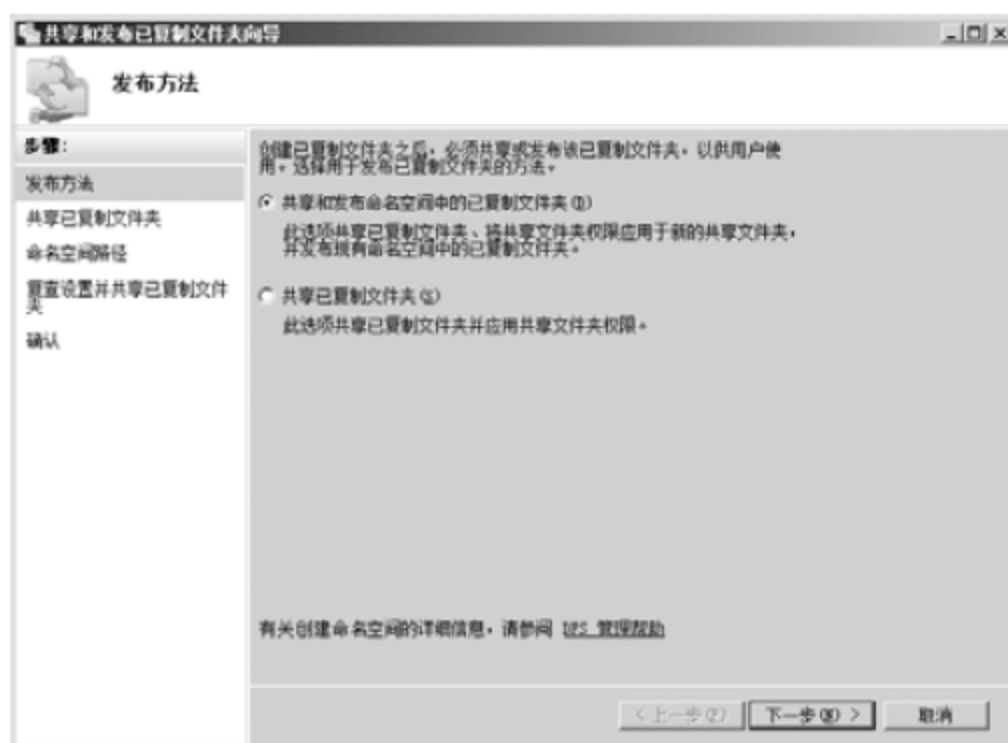 共享和发布已复制文件夹向导
发布方法
步骤:
发布方法
共享已复制文件夹
命名空间路径
复查设置并共享已复制文件
夹
确认
创建已复制文件夹之后，必须共享或发布该已复制文件夹，以供用户使
用。选择用于发布已复制文件夹的方法。
共享和发布命名空间中的已复制文件夹
此选项共享已复制文件夹、将共享文件夹权限应用于新的共享文件夹，
并发布现有命名空间中的已复制文件夹。
共享已复制文件夹(S)
此选项共享已复制文件夹并应用共享文件夹权限。
有关创建命名空间的详细信息，请参阅 DFS 管理帮助
< 上一步(P)
下一步(N) >
取消